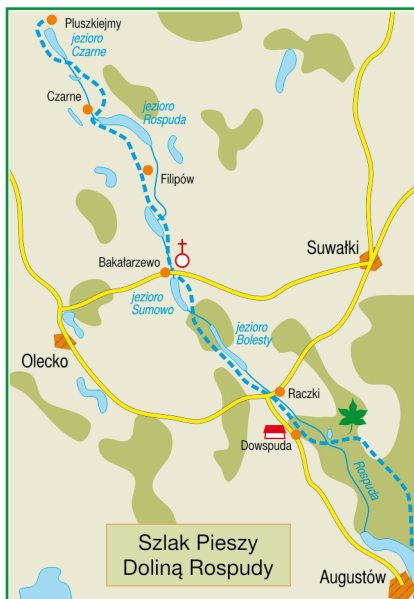 Pluszkiejmy
jezioro
Czarne
Czarne
jezioro
Rospuda
Filipów
Suwałki
Bakałarzewo
jezioro
Sumowo
jezioro
Bolesty
Olecko
Raczki
Dowspuda
Rospuda
Szlak Pieszy
Doliną Rospudy
Augustów